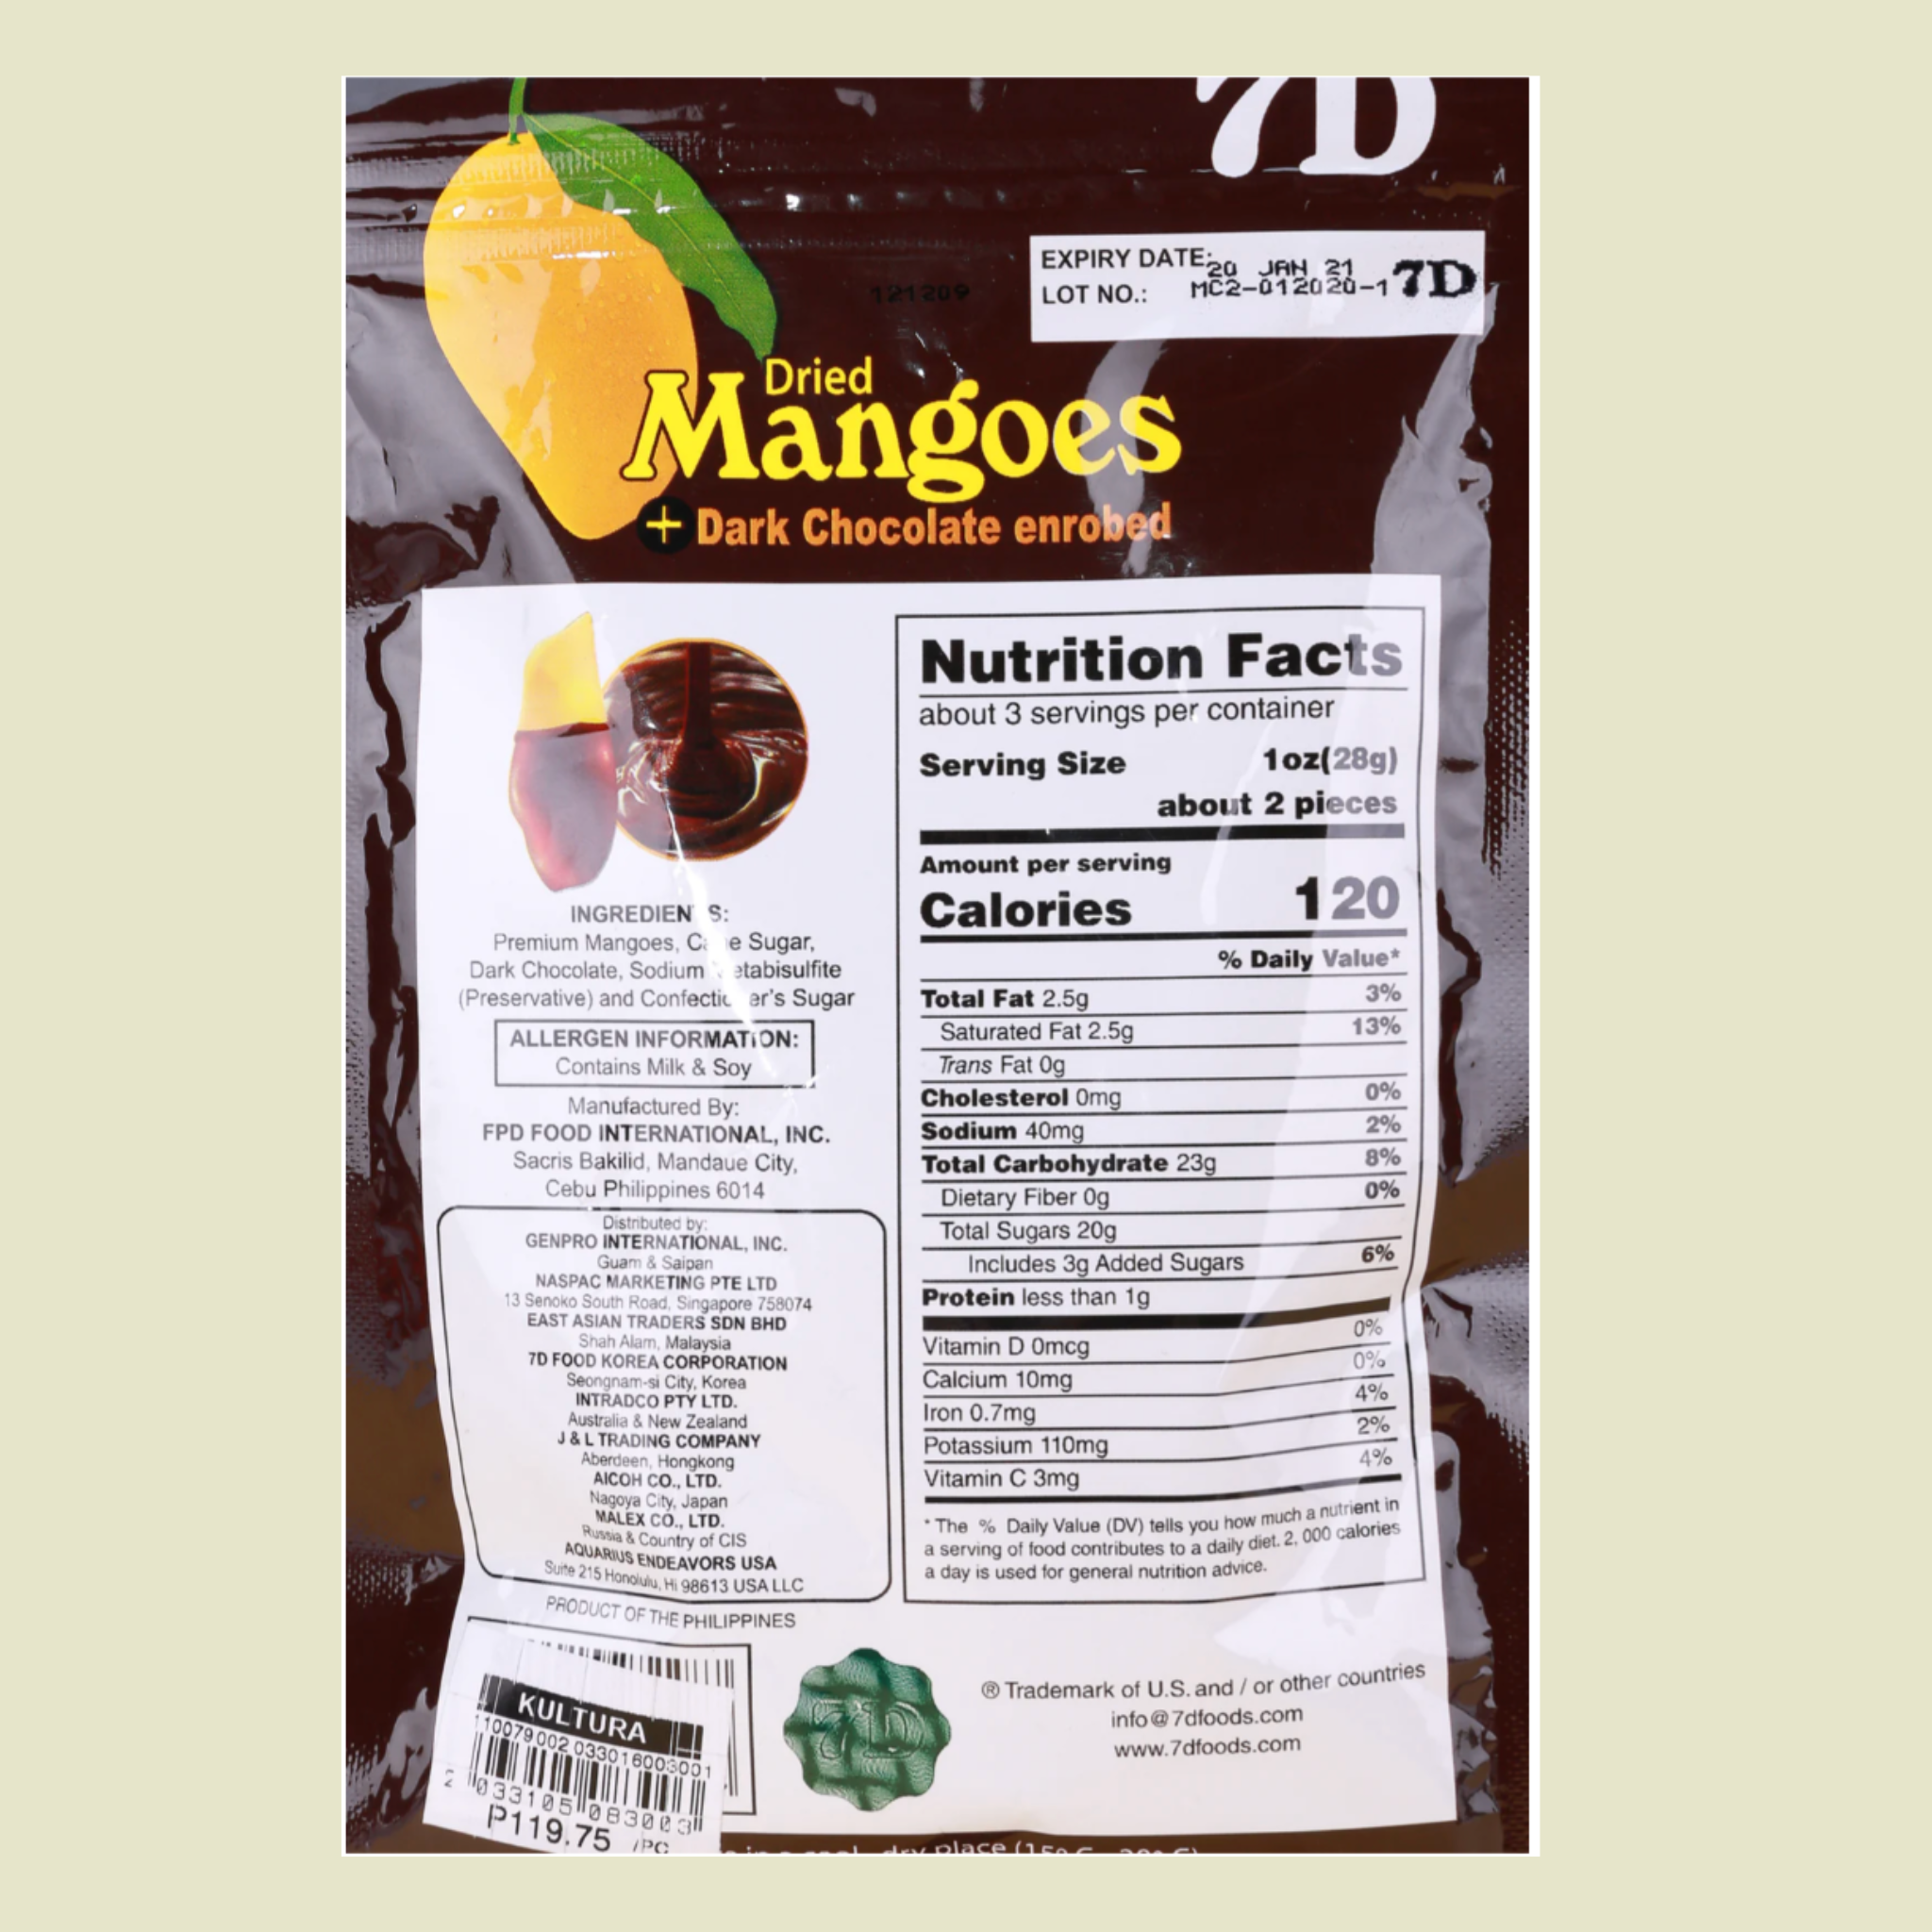 7D
EXPIRY DATE: 20 JAN 21
LOT NO.: MC2-012020-1 7D
121209
Dried
Mangoes
+ Dark Chocolate enrobed
INGREDIENTS:
Premium Mangoes, Cane Sugar,
Dark Chocolate, Sodium Metabisulfite
(Preservative) and Confectioner's Sugar
ALLERGEN INFORMATION:
Contains Milk & Soy
Manufactured By:
FPD FOOD INTERNATIONAL, INC.
Sacris Bakilid, Mandaue City,
Cebu Philippines 6014
Distributed by:
GENPRO INTERNATIONAL, INC.
Guam & Saipan
NASPAC MARKETING PTE LTD
13 Senoko South Road, Singapore 758074
EAST ASIAN TRADERS SDN BHD
Shah Alam, Malaysia
7D FOOD KOREA CORPORATION
Seongnam-si City, Korea
INTRADCO PTY LTD.
Australia & New Zealand
J & L TRADING COMPANY
Aberdeen, Hongkong
AICOH CO., LTD.
Nagoya City, Japan
MALEX CO., LTD.
Russia & Country of CIS
AQUARIUS ENDEAVORS USA
Suite 215 Honolulu, Hi 98613 USA LLC
PRODUCT OF THE PHILIPPINES
Nutrition Facts
about 3 servings per container
Serving Size 1oz(28g)
about 2 pieces
Amount per serving
Calories 120
% Daily Value*
Total Fat 2.5g 3%
Saturated Fat 2.5g 13%
Trans Fat 0g
Cholesterol 0mg 0%
Sodium 40mg 2%
Total Carbohydrate 23g 8%
Dietary Fiber 0g 0%
Total Sugars 20g
Includes 3g Added Sugars 6%
Protein less than 1g
Vitamin D 0mcg 0%
Calcium 10mg 0%
Iron 0.7mg 4%
Potassium 110mg 2%
Vitamin C 3mg 4%
* The % Daily Value (DV) tells you how much a nutrient in
a serving of food contributes to a daily diet. 2, 000 calories
a day is used for general nutrition advice.
KULTURA
110079002 033016003001
2 033105 083003
P119.75 /PC
7D
® Trademark of U.S. and / or other countries
info@7dfoods.com
www.7dfoods.com
dry place